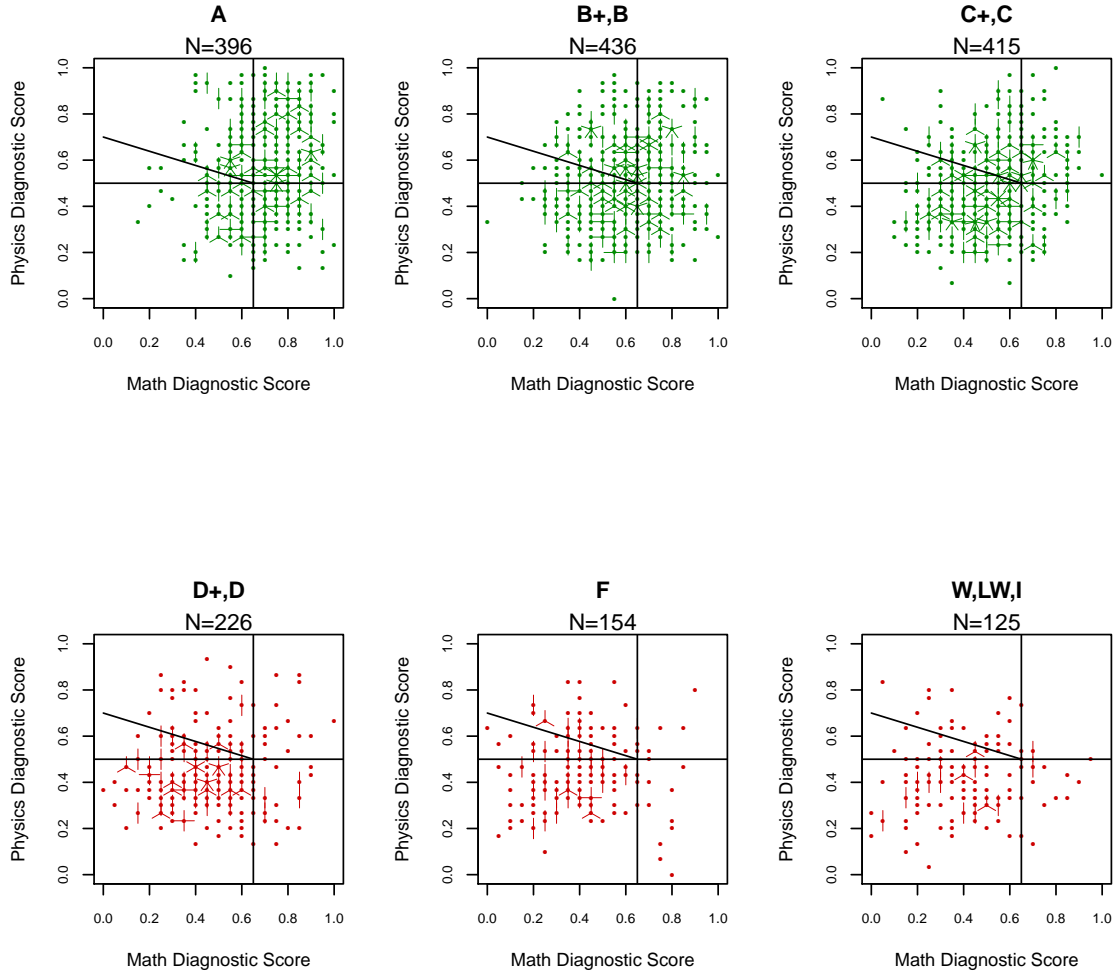 A
N=396
Physics Diagnostic Score
0.0 0.2 0.4 0.6 0.8 1.0
0.0 0.2 0.4 0.6 0.8 1.0
Math Diagnostic Score
B+,B
N=436
Physics Diagnostic Score
0.0 0.2 0.4 0.6 0.8 1.0
0.0 0.2 0.4 0.6 0.8 1.0
Math Diagnostic Score
C+,C
N=415
Physics Diagnostic Score
0.0 0.2 0.4 0.6 0.8 1.0
0.0 0.2 0.4 0.6 0.8 1.0
Math Diagnostic Score
D+,D
N=226
Physics Diagnostic Score
0.0 0.2 0.4 0.6 0.8 1.0
0.0 0.2 0.4 0.6 0.8 1.0
Math Diagnostic Score
F
N=154
Physics Diagnostic Score
0.0 0.2 0.4 0.6 0.8 1.0
0.0 0.2 0.4 0.6 0.8 1.0
Math Diagnostic Score
W,LW,I
N=125
Physics Diagnostic Score
0.0 0.2 0.4 0.6 0.8 1.0
0.0 0.2 0.4 0.6 0.8 1.0
Math Diagnostic Score